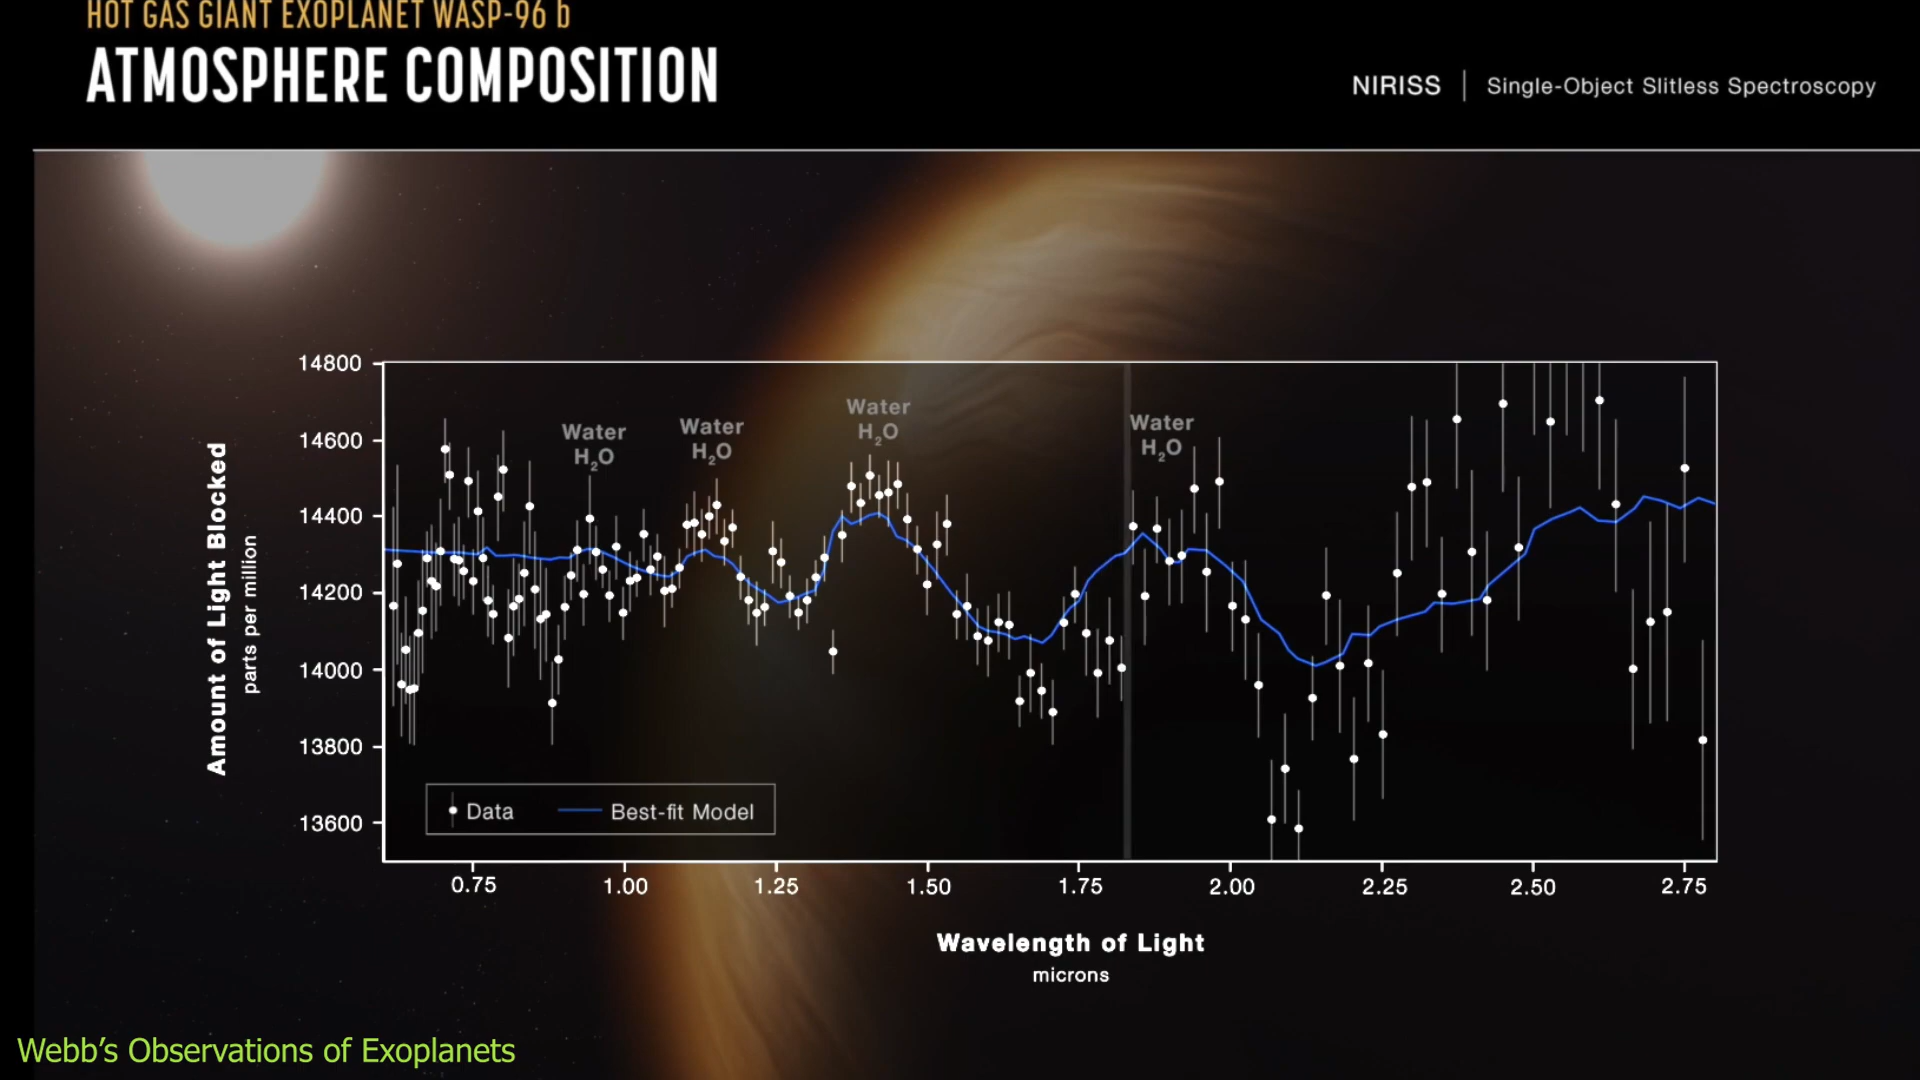 HOT GAS GIANT EXOPLANET WASP-96 b
ATMOSPHERE COMPOSITION
NIRISS | Single-Object Slitless Spectroscopy
Amount of Light Blocked
parts per million
14800
14600
14400
14200
14000
13800
13600
Water
H₂O
Water
H₂O
Water
H₂O
Water
H₂O
Data
Best-fit Model
0.75 1.00 1.25 1.50 1.75 2.00 2.25 2.50 2.75
Wavelength of Light
microns
Webb’s Observations of Exoplanets